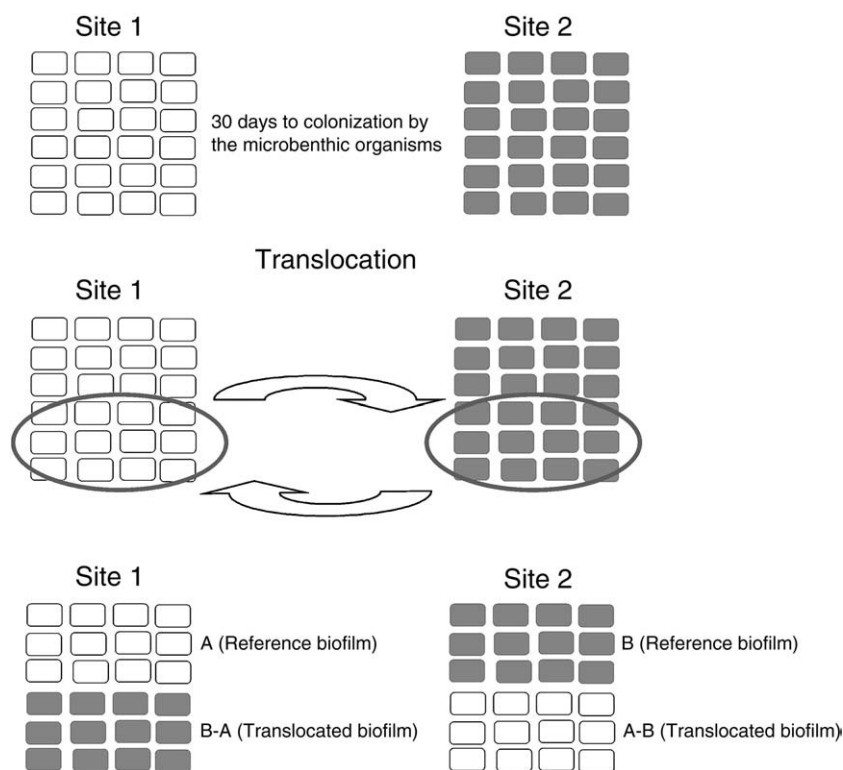 Site 1
Site 2
30 days to colonization by
the microbenthic organisms
Translocation
Site 1
Site 2
Site 1
Site 2
A (Reference biofilm)
B (Reference biofilm)
B-A (Translocated biofilm)
A-B (Translocated biofilm)